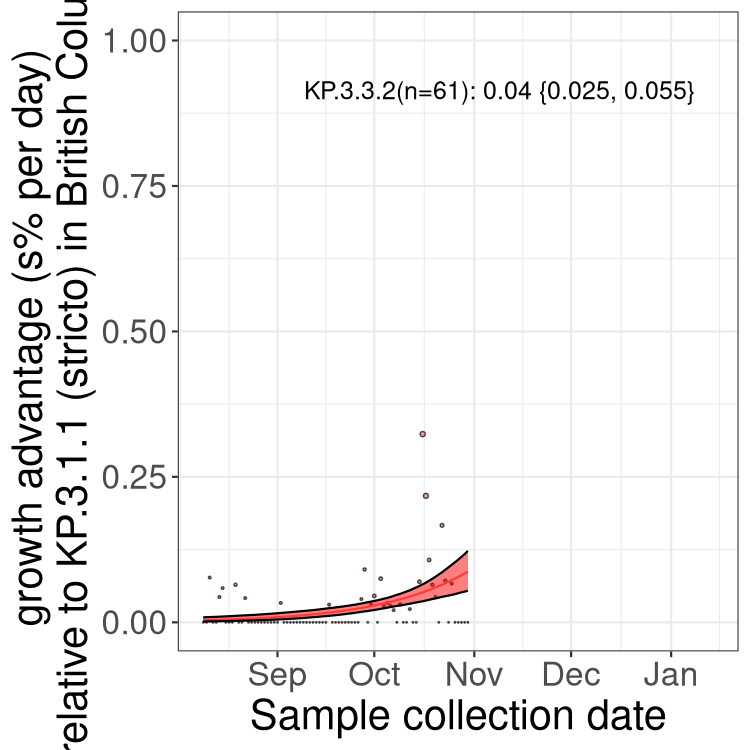 growth advantage (s% per day)
relative to KP.3.1.1 (stricto) in British Colu
1.00
0.75
0.50
0.25
0.00
KP.3.3.2(n=61): 0.04 {0.025, 0.055}
Sep Oct Nov Dec Jan
Sample collection date